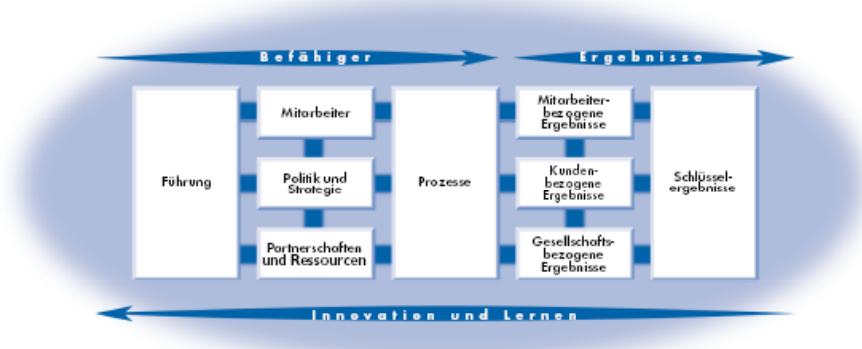 Befähiger
Ergebnisse
Führung
Mitarbeiter
Politik und
Strategie
Partnerschaften
und Ressourcen
Prozesse
Mitarbeiter-
bezogene
Ergebnisse
Kunden-
bezogene
Ergebnisse
Gesellschafts-
bezogene
Ergebnisse
Schlüssel-
ergebnisse
Innovation und Lernen